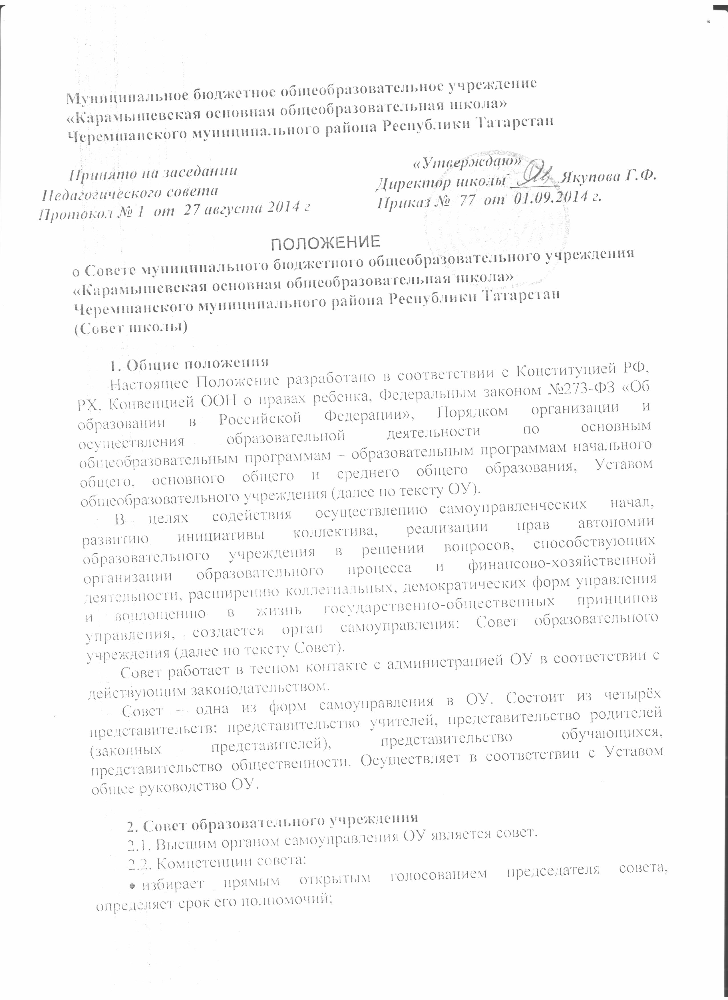 Муниципальное бюджетное общеобразовательное учреждение
«Карамышевская основная общеобразовательная школа»
Черемшанского муниципального района Республики Татарстан
Принято на заседании
Педагогического совета
Протокол № 1 от 27 августа 2014 г
«Утверждаю»
Директор школы Якупова Г.Ф.
Приказ № 77 от 01.09.2014 г.
ПОЛОЖЕНИЕ
о Совете муниципального бюджетного общеобразовательного учреждения
«Карамышевская основная общеобразовательная школа»
Черемшанского муниципального района Республики Татарстан
(Совет школы)
1. Общие положения
Настоящее Положение разработано в соответствии с Конституцией РФ,
РХ, Конвенцией ООН о правах ребенка, Федеральным законом №273-ФЗ «Об
образовании в Российской Федерации», Порядком организации и
осуществления образовательной деятельности по основным
общеобразовательным программам – образовательным программам начального
общего, основного общего и среднего общего образования, Уставом
общеобразовательного учреждения (далее по тексту ОУ).
В целях содействия осуществлению самоуправленческих начал,
развитию инициативы коллектива, реализации прав автономии
образовательного учреждения в решении вопросов, способствующих
организации образовательного процесса и финансово-хозяйственной
деятельности, расширению коллегиальных, демократических форм управления
и воплощению в жизнь государственно-общественных принципов
управления, создается орган самоуправления: Совет образовательного
учреждения (далее по тексту Совет).
Совет работает в тесном контакте с администрацией ОУ в соответствии с
действующим законодательством.
Совет – одна из форм самоуправления в ОУ. Состоит из четырёх
представительств: представительство учителей, представительство родителей
(законных представителей), представительство обучающихся,
представительство общественности. Осуществляет в соответствии с Уставом
общее руководство ОУ.
2. Совет образовательного учреждения
2.1. Высшим органом самоуправления ОУ является совет.
2.2. Компетенции совета:
• избирает прямым открытым голосованием председателя совета,
определяет срок его полномочий;